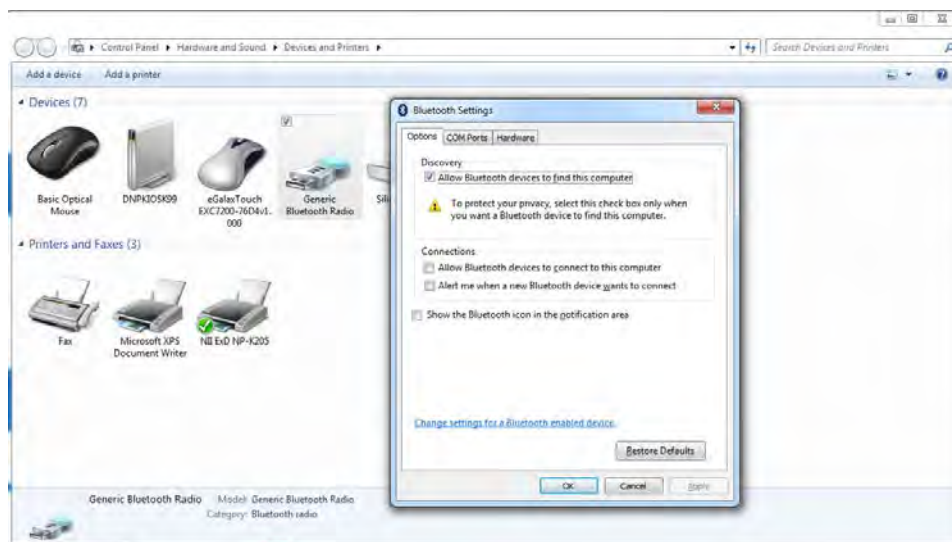 Control Panel ▸ Hardware and Sound ▸ Devices and Printers ▸
Search Devices and Printers
Add a device Add a printer
Devices (7)
Basic Optical
Mouse
DNPKIOSK99
eGalaxTouch
EXC7200-76D4v1.
000
Generic
Bluetooth Radio
Printers and Faxes (3)
Fax
Microsoft XPS
Document Writer
NII ExD NP-K205
Bluetooth Settings
Options COM Ports Hardware
Discovery
Allow Bluetooth devices to find this computer
To protect your privacy, select this check box only when
you want a Bluetooth device to find this computer.
Connections
Allow Bluetooth devices to connect to this computer
Alert me when a new Bluetooth device wants to connect
Show the Bluetooth icon in the notification area
Change settings for a Bluetooth enabled device.
Restore Defaults
OK Cancel Apply
Generic Bluetooth Radio Model: Generic Bluetooth Radio
Category: Bluetooth radio